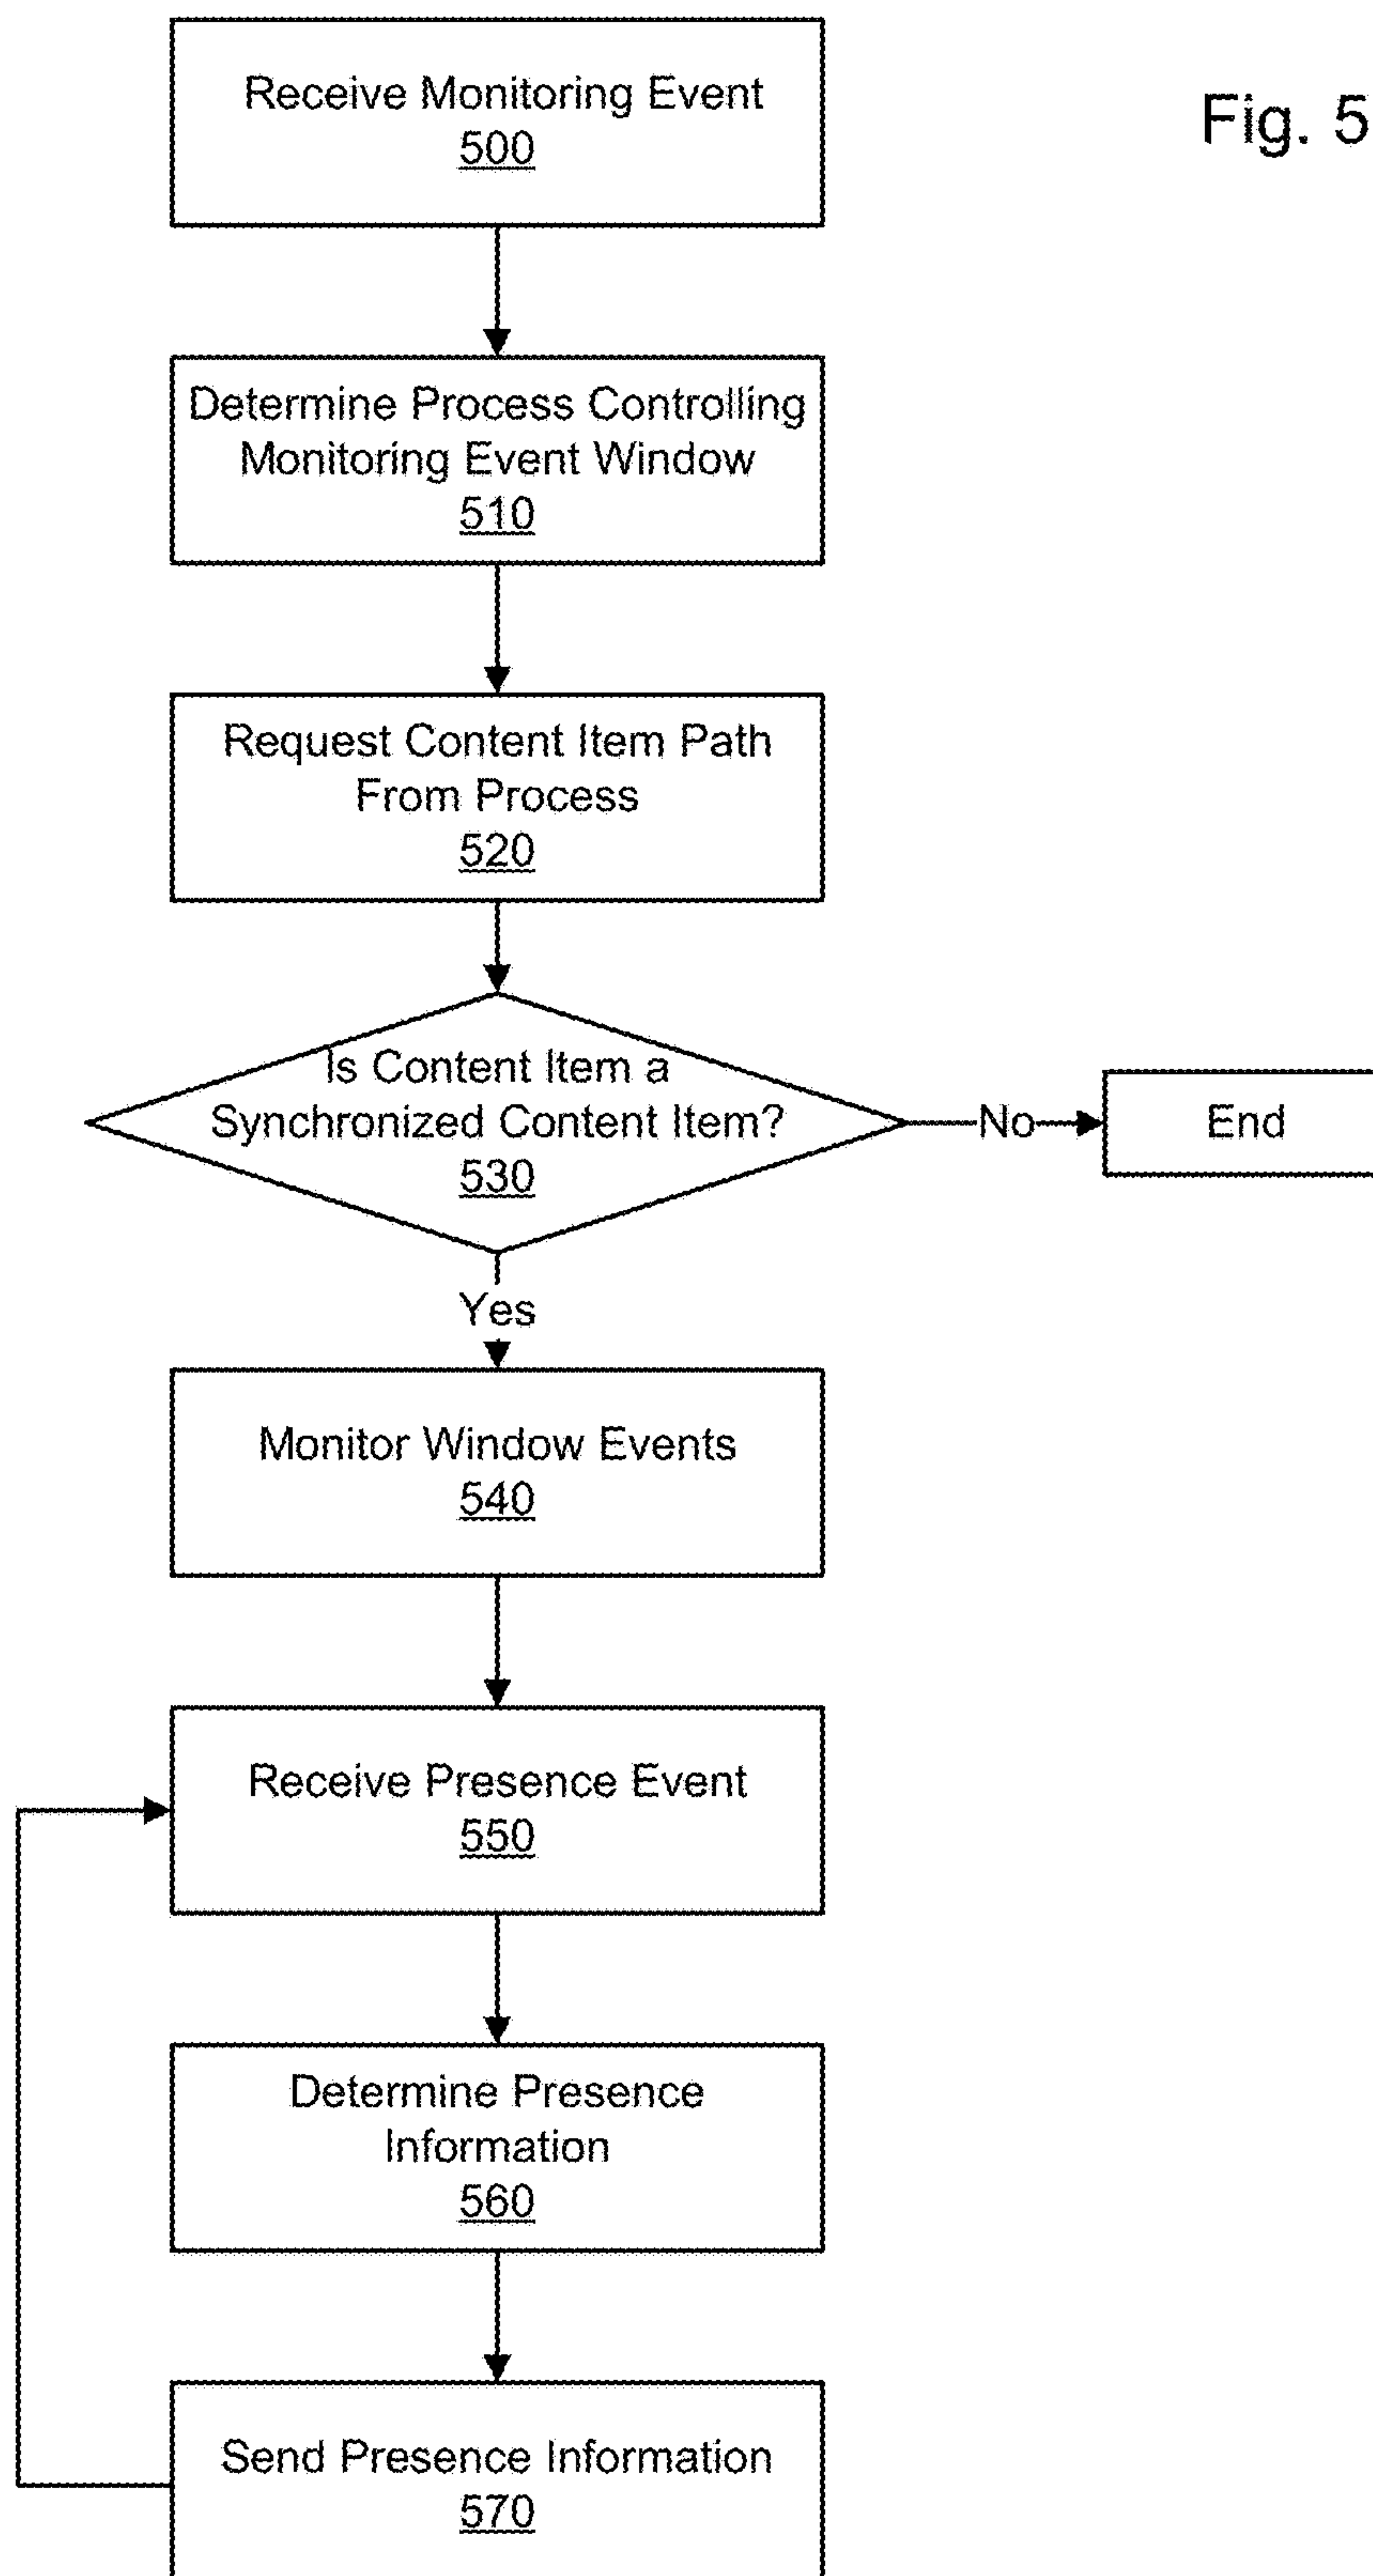 Fig. 5
Receive Monitoring Event
500
Determine Process Controlling
Monitoring Event Window
510
Request Content Item Path
From Process
520
Is Content Item a
Synchronized Content Item?
530
No
End
Yes
Monitor Window Events
540
Receive Presence Event
550
Determine Presence
Information
560
Send Presence Information
570